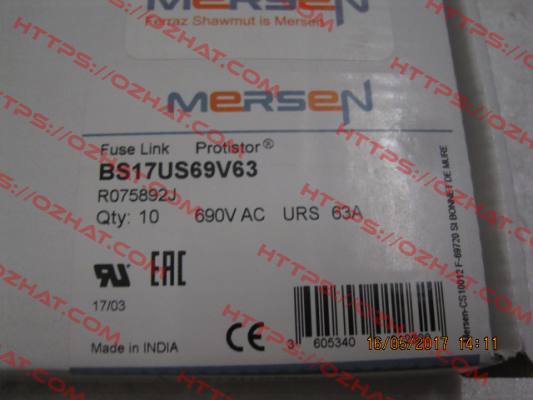 MERSEN
Ferraz Shawmut is Mersen
MERSEN
Fuse Link Protistor®
BS17US69V63
R075892J
Qty: 10 690V AC URS 63A
EAC
17/03
CE
Made in INDIA
3 605340
16/05/2017 14:11
Mersen-CS10012 F-69720 St BONNET DE MURE
HTTPS://OZHAT.COM